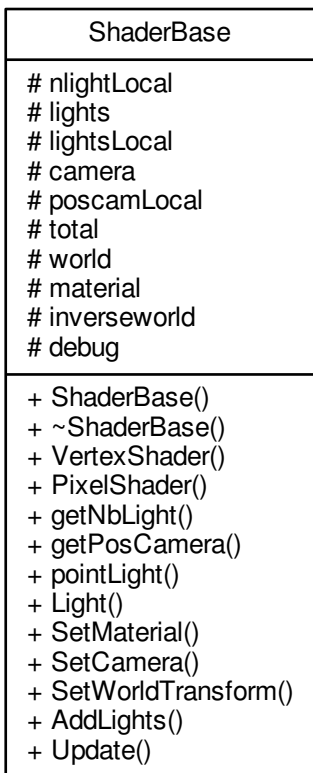 ShaderBase
# nlightLocal
# lights
# lightsLocal
# camera
# poscamLocal
# total
# world
# material
# inverseworld
# debug
+ ShaderBase()
+ ~ShaderBase()
+ VertexShader()
+ PixelShader()
+ getNbLight()
+ getPosCamera()
+ pointLight()
+ Light()
+ SetMaterial()
+ SetCamera()
+ SetWorldTransform()
+ AddLights()
+ Update()